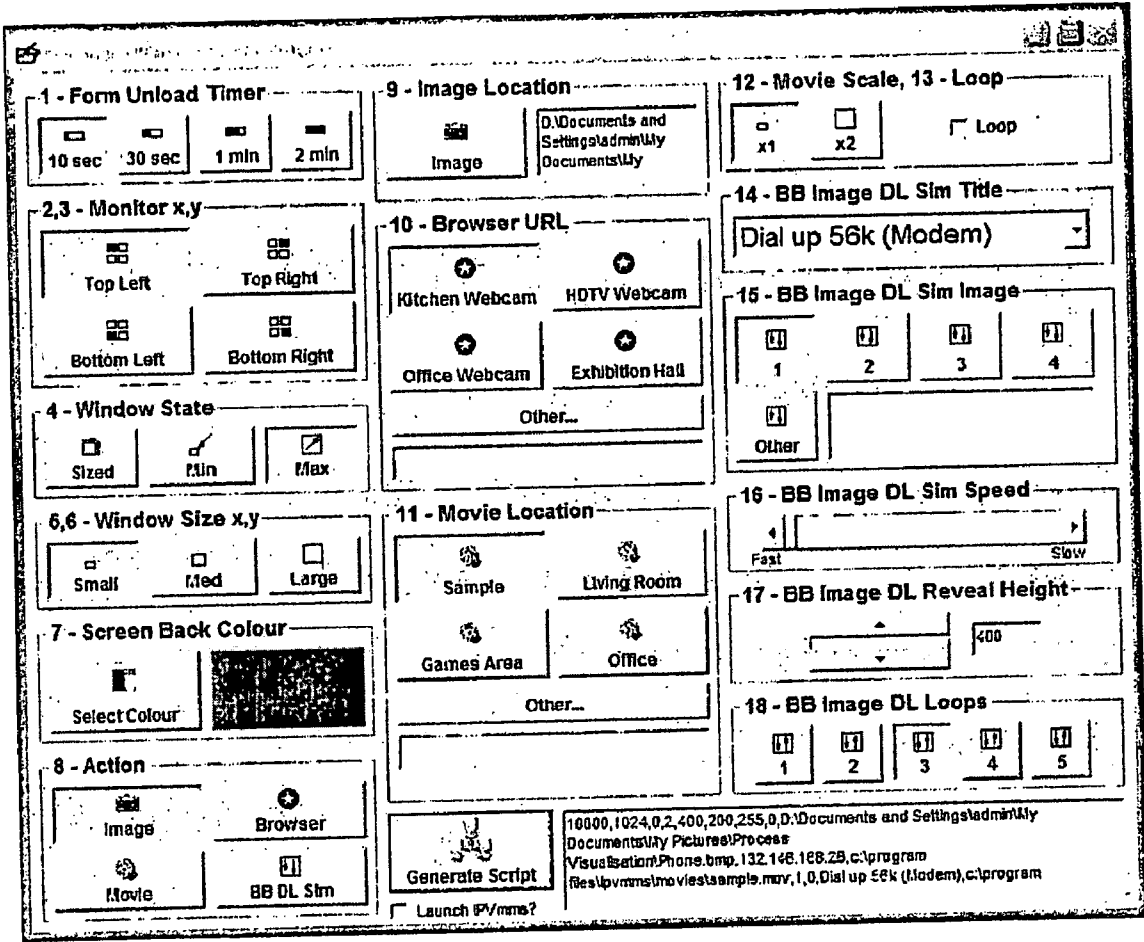 1 - Form Unload Timer
10 sec
30 sec
1 min
2 min
2,3 - Monitor x,y
Top Left
Top Right
Bottom Left
Bottom Right
4 - Window State
Sized
Min
Max
5,6 - Window Size x,y
Small
Med
Large
7 - Screen Back Colour
Select Colour
8 - Action
Image
Browser
Movie
BB DL Sim
9 - Image Location
Image
D:\Documents and
Settings\admin\My
Documents\My
10 - Browser URL
Kitchen Webcam
HDTV Webcam
Office Webcam
Exhibition Hall
Other...
11 - Movie Location
Sample
Living Room
Games Area
Office
Other...
Generate Script
Launch IPVmms?
12 - Movie Scale, 13 - Loop
x1
x2
Loop
14 - BB Image DL Sim Title
Dial up 56k (Modem)
15 - BB Image DL Sim Image
1
2
3
4
Other
16 - BB Image DL Sim Speed
Fast
Slow
17 - BB Image DL Reveal Height
400
18 - BB Image DL Loops
1
2
3
4
5
10000,1024,0,2,400,200,255,0,D:\Documents and Settings\admin\My
Documents\My Pictures\Process
Visualisation\Phone.bmp,132.146.168.28,c:\program
files\ipvmms\movies\sample.mov,1,0,Dial up 56k (Modem),c:\program